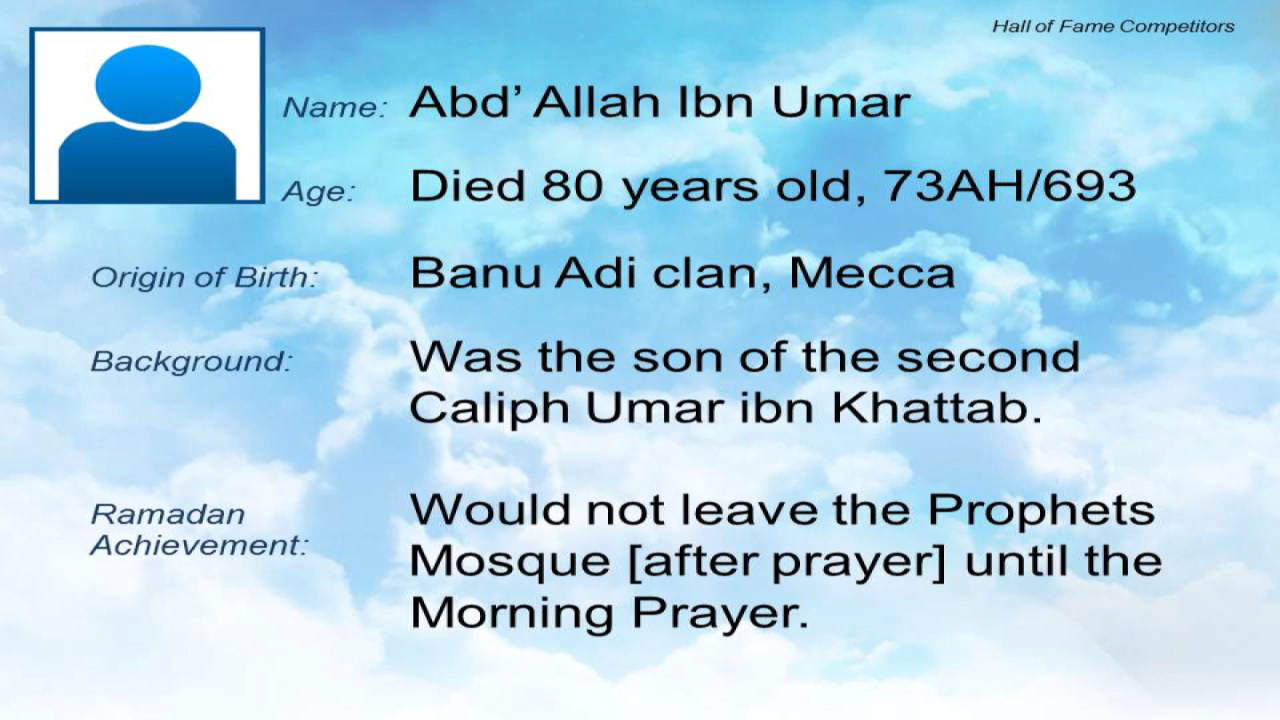 Hall of Fame Competitors
Name: Abd’ Allah Ibn Umar
Age: Died 80 years old, 73AH/693
Origin of Birth: Banu Adi clan, Mecca
Background: Was the son of the second
Caliph Umar ibn Khattab.
Ramadan
Achievement:
Would not leave the Prophets
Mosque [after prayer] until the
Morning Prayer.